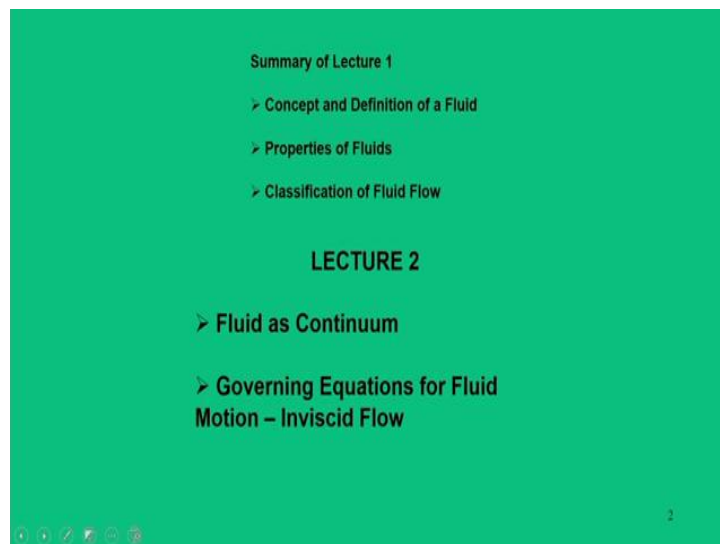 Summary of Lecture 1
➢ Concept and Definition of a Fluid
➢ Properties of Fluids
➢ Classification of Fluid Flow
LECTURE 2
➢ Fluid as Continuum
➢ Governing Equations for Fluid
Motion – Inviscid Flow
2